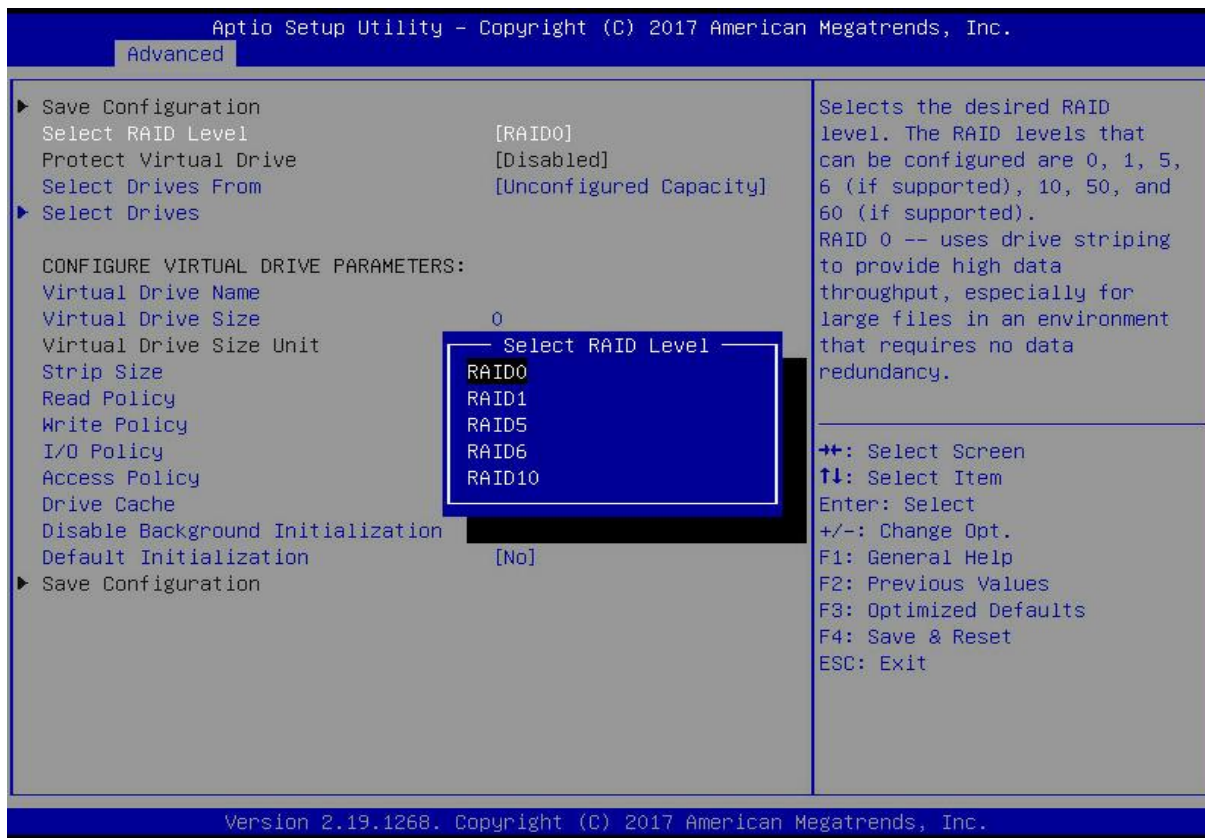 Aptio Setup Utility – Copyright (C) 2017 American Megatrends, Inc.
Advanced
▶ Save Configuration
Select RAID Level [RAID0]
Protect Virtual Drive [Disabled]
Select Drives From [Unconfigured Capacity]
▶ Select Drives
CONFIGURE VIRTUAL DRIVE PARAMETERS:
Virtual Drive Name
Virtual Drive Size 0
Virtual Drive Size Unit
Strip Size
Read Policy
Write Policy
I/O Policy
Access Policy
Drive Cache
Disable Background Initialization
Default Initialization [No]
▶ Save Configuration
Select RAID Level
RAID0
RAID1
RAID5
RAID6
RAID10
Selects the desired RAID
level. The RAID levels that
can be configured are 0, 1, 5,
6 (if supported), 10, 50, and
60 (if supported).
RAID 0 -- uses drive striping
to provide high data
throughput, especially for
large files in an environment
that requires no data
redundancy.
→←: Select Screen
↑↓: Select Item
Enter: Select
+/-: Change Opt.
F1: General Help
F2: Previous Values
F3: Optimized Defaults
F4: Save & Reset
ESC: Exit
Version 2.19.1268. Copyright (C) 2017 American Megatrends, Inc.